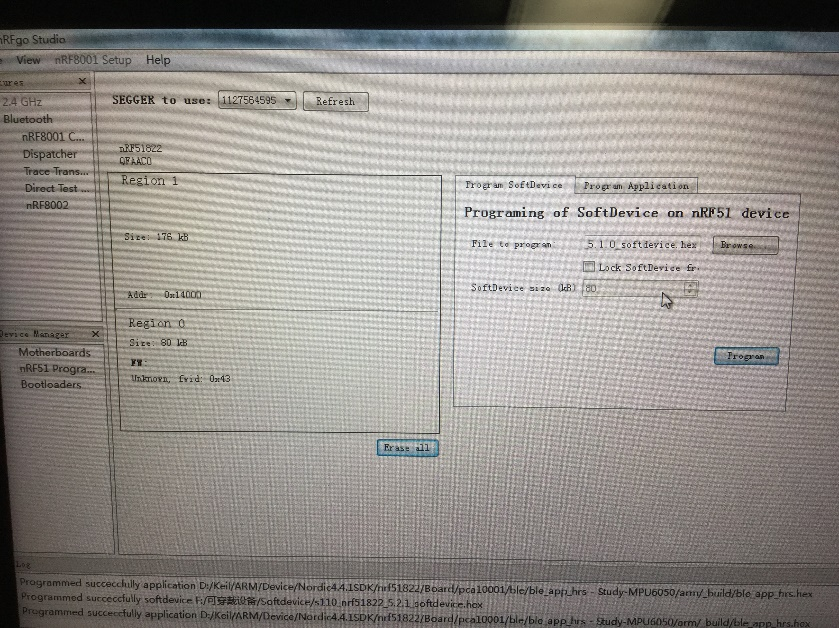 nRFgo Studio
View nRF8001 Setup Help
2.4 GHz
Bluetooth
nRF8001 C...
Dispatcher
Trace Trans...
Direct Test ...
nRF8002
SEGGER to use: 1127564595 Refresh
nRF51822
QFAAC0
Region 1
Size: 176 kB
Addr: 0x14000
Region 0
Size: 80 kB
FW:
Unknown, fwid: 0x43
Erase all
Program SoftDevice Program Application
Programing of SoftDevice on nRF51 device
File to program 5.1.0_softdevice.hex Browse...
Lock SoftDevice fr
SoftDevice size (kB) 80
Program
Device Manager
Motherboards
nRF51 Progra...
Bootloaders
Log
Programmed succecclully application D:/Keil/ARM/Device/Nordic4.4.1SDK/nrf51822/Board/pca10001/ble/ble_app_hrs - Study-MPU6050/arm/_build/ble_app_hrs.hex
Programmed succecclully softdevice F:/可穿戴设备/Softdevice/s110_nrf51822_5.2.1_softdevice.hex
Programmed succecclully application D:/Keil/ARM/Device/Nordic4.4.1SDK/nrf51822/Board/pca10001/ble/ble_app_hrs - Study-MPU6050/arm/_build/ble_app_hrs.hex